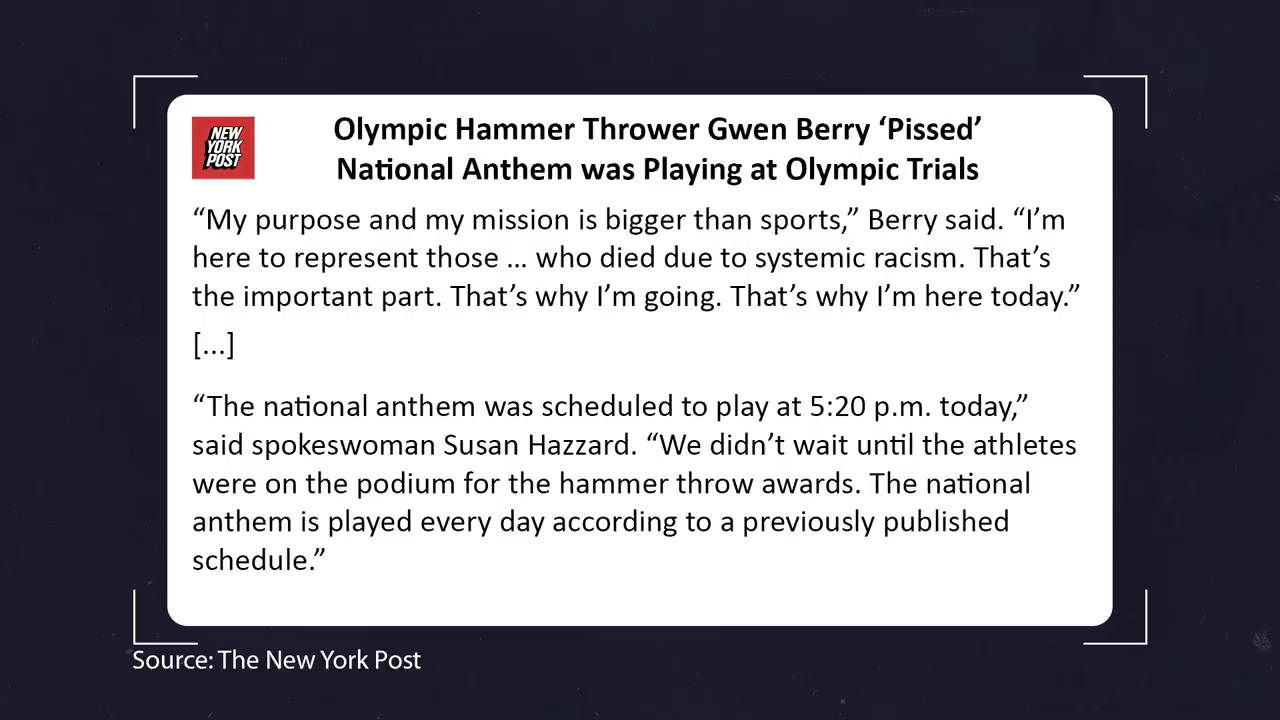 NEW
YORK
POST
Olympic Hammer Thrower Gwen Berry ‘Pissed’
National Anthem was Playing at Olympic Trials
“My purpose and my mission is bigger than sports,” Berry said. “I’m
here to represent those ... who died due to systemic racism. That’s
the important part. That’s why I’m going. That’s why I’m here today.”
[...]
“The national anthem was scheduled to play at 5:20 p.m. today,”
said spokeswoman Susan Hazzard. “We didn’t wait until the athletes
were on the podium for the hammer throw awards. The national
anthem is played every day according to a previously published
schedule.”
Source: The New York Post